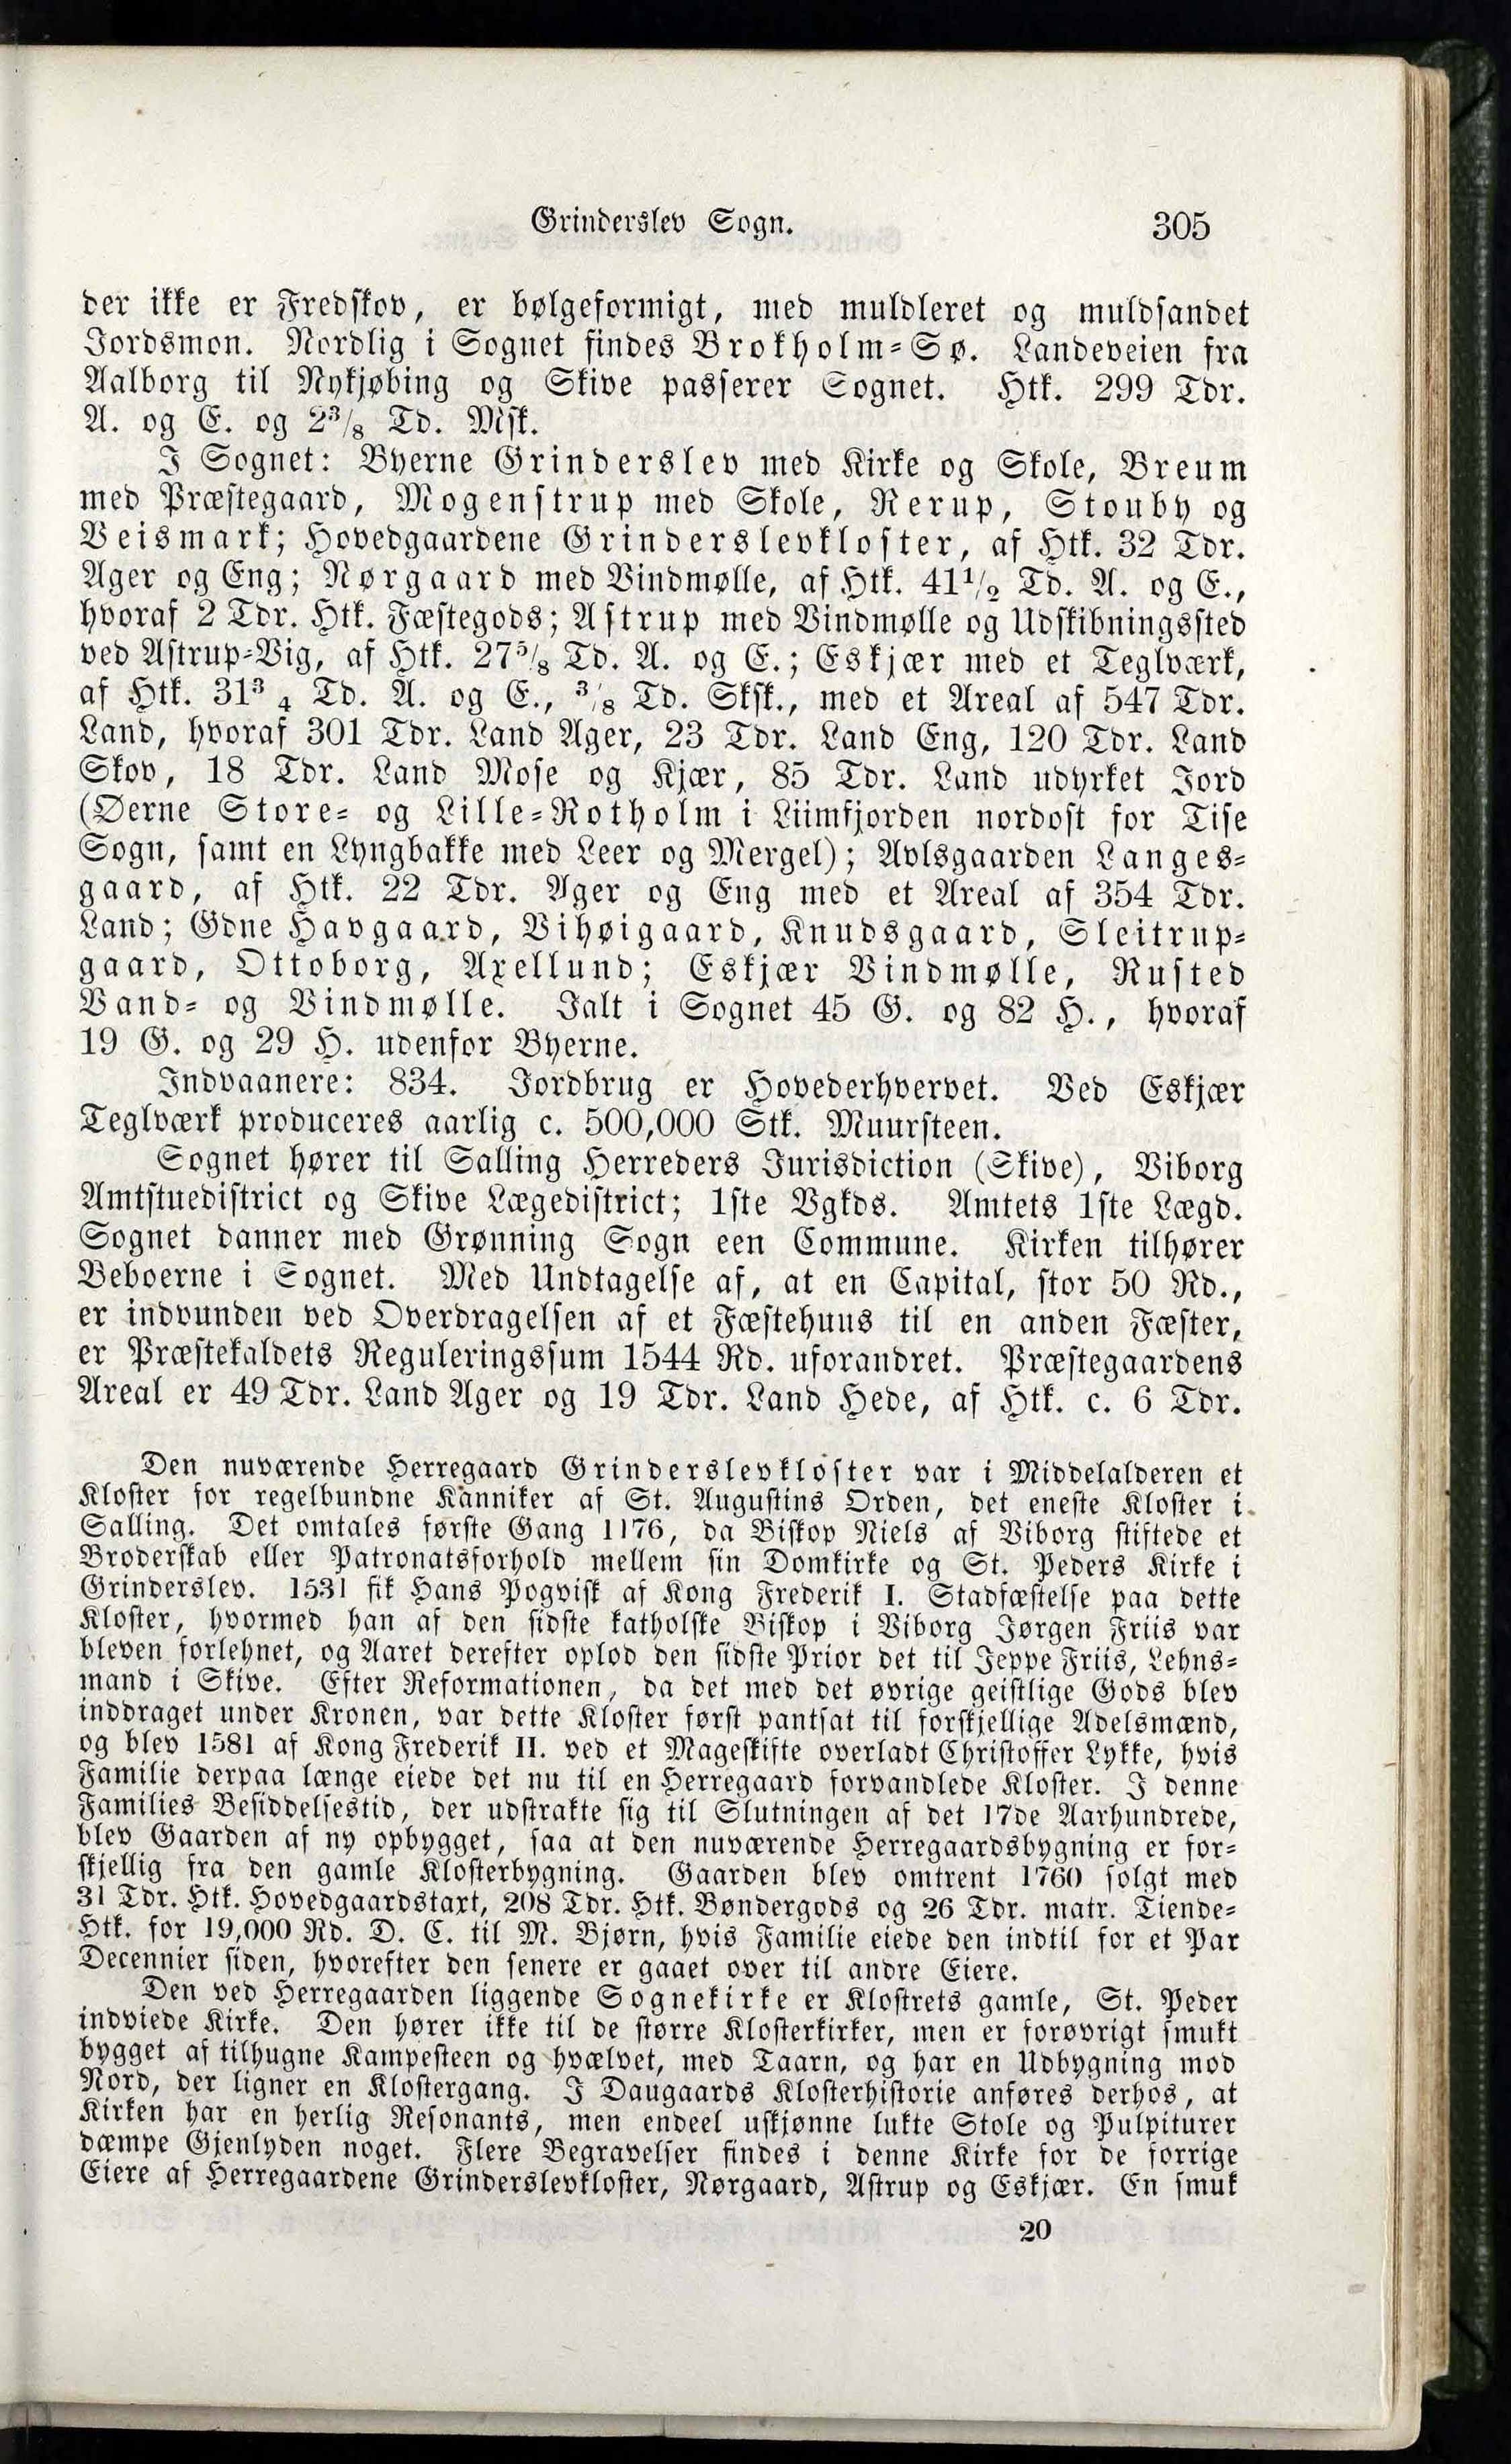 Grinderslev Sogn. 305
der ikke er Fredskov, er bølgeformigt, med muldleret og muldsandet
Jordsmon. Nordlig i Sognet findes Brokholm-Sø. Landeveien fra
Aalborg til Nykjøbing og Skive passerer Sognet. Htk. 299 Tdr.
A. og E. og 2 3/8 Td. Msk.
I Sognet: Byerne Grinderslev med Kirke og Skole, Breum
med Præstegaard, Mogenstrup med Skole, Rerup, Stouby og
Veismark; Hovedgaardene Grinderslevkloster, af Htk. 32 Tdr.
Ager og Eng; Nørgaard med Vindmølle, af Htk. 41 1/2 Td. A. og E.,
hvoraf 2 Tdr. Htk. Fæstegods; Astrup med Vindmølle og Udskibningssted
ved Astrup-Vig, af Htk. 27 5/8 Td. A. og E.; Eskjær med et Teglværk,
af Htk. 31 3/4 Td. A. og E., 3/8 Td. Sksk., med et Areal af 547 Tdr.
Land, hvoraf 301 Tdr. Land Ager, 23 Tdr. Land Eng, 120 Tdr. Land
Skov, 18 Tdr. Land Mose og Kjær, 85 Tdr. Land udyrket Jord
(Øerne Store- og Lille-Rotholm i Liimfjorden nordost for Tise
Sogn, samt en Lyngbakke med Leer og Mergel); Avlsgaarden Langes-
gaard, af Htk. 22 Tdr. Ager og Eng med et Areal af 354 Tdr.
Land; Gdne Havgaard, Vihøigaard, Knudsgaard, Sleitrup-
gaard, Ottoborg, Axellund; Eskjær Vindmølle, Rusted
Vand- og Vindmølle. Ialt i Sognet 45 G. og 82 H., hvoraf
19 G. og 29 H. udenfor Byerne.
Indvaanere: 834. Jordbrug er Hovederhvervet. Ved Eskjær
Teglværk produceres aarlig c. 500,000 Stk. Muursteen.
Sognet hører til Salling Herreders Jurisdiction (Skive), Viborg
Amtstuedistrict og Skive Lægedistrict; 1ste Vgkds. Amtets 1ste Lægd.
Sognet danner med Grønning Sogn een Commune. Kirken tilhører
Beboerne i Sognet. Med Undtagelse af, at en Capital, stor 50 Rd.,
er indvunden ved Overdragelsen af et Fæstehuus til en anden Fæster,
er Præstekaldets Reguleringssum 1544 Rd. uforandret. Præstegaardens
Areal er 49 Tdr. Land Ager og 19 Tdr. Land Hede, af Htk. c. 6 Tdr.
Den nuværende Herregaard Grinderslevkloster var i Middelalderen et
Kloster for regelbundne Kanniker af St. Augustins Orden, det eneste Kloster i
Salling. Det omtales første Gang 1176, da Biskop Niels af Viborg stiftede et
Broderskab eller Patronatsforhold mellem sin Domkirke og St. Peders Kirke i
Grinderslev. 1531 fik Hans Pogvisk af Kong Frederik I. Stadfæstelse paa dette
Kloster, hvormed han af den sidste katholske Biskop i Viborg Jørgen Friis var
bleven forlehnet, og Aaret derefter oplod den sidste Prior det til Jeppe Friis, Lehns-
mand i Skive. Efter Reformationen, da det med det øvrige geistlige Gods blev
inddraget under Kronen, var dette Kloster først pantsat til forskjellige Adelsmænd,
og blev 1581 af Kong Frederik II. ved et Mageskifte overladt Christoffer Lykke, hvis
Familie derpaa længe eiede det nu til en Herregaard forvandlede Kloster. I denne
Families Besiddelsestid, der udstrakte sig til Slutningen af det 17de Aarhundrede,
blev Gaarden af ny opbygget, saa at den nuværende Herregaardsbygning er for-
skjellig fra den gamle Klosterbygning. Gaarden blev omtrent 1760 solgt med
31 Tdr. Htk. Hovedgaardstaxt, 208 Tdr. Htk. Bøndergods og 26 Tdr. matr. Tiende-
Htk. for 19,000 Rd. D. C. til M. Bjørn, hvis Familie eiede den indtil for et Par
Decennier siden, hvorefter den senere er gaaet over til andre Eiere.
Den ved Herregaarden liggende Sognekirke er Klostrets gamle, St. Peder
indviede Kirke. Den hører ikke til de større Klosterkirker, men er forøvrigt smukt
bygget af tilhugne Kampesteen og hvælvet, med Taarn, og har en Udbygning mod
Nord, der ligner en Klostergang. I Daugaards Klosterhistorie anføres derhos, at
Kirken har en herlig Resonants, men endeel uskjønne lukte Stole og Pulpiturer
dæmpe Gjenlyden noget. Flere Begravelser findes i denne Kirke for de forrige
Eiere af Herregaardene Grinderslevkloster, Nørgaard, Astrup og Eskjær. En smuk
20